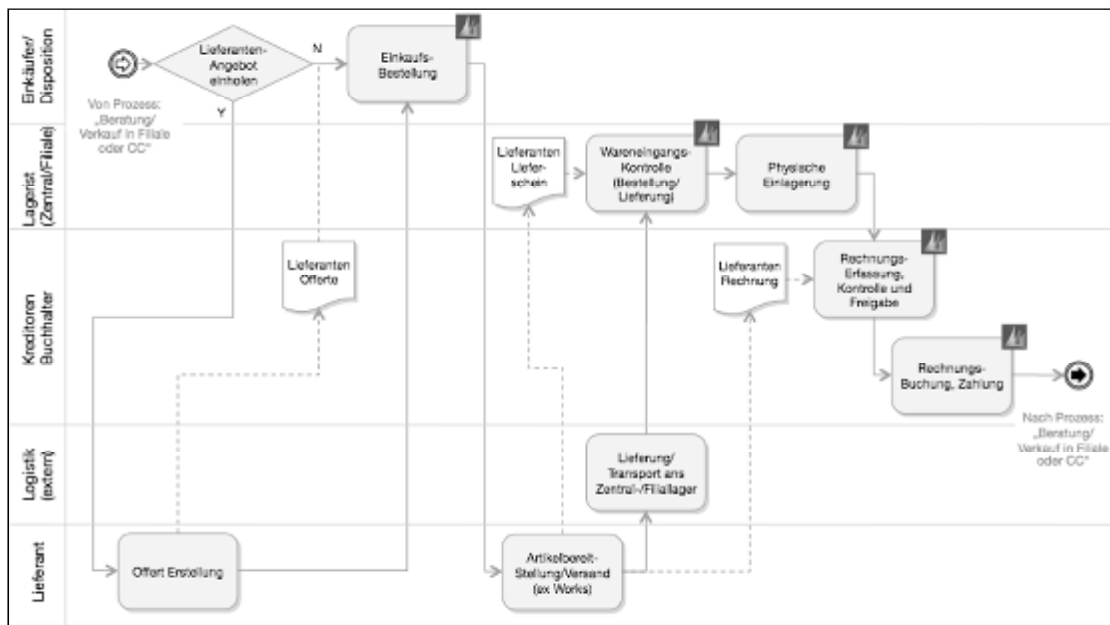 Einkäufer/
Disposition
Lieferanten-
Angebot
einholen
N
Y
Einkaufs-
Bestellung
Von Prozess:
„Beratung/
Verkauf in Filiale
oder CC“
Lagerist
(Zentral/Filiale)
Lieferanten
Liefer-
schein
Wareneingangs-
Kontrolle
(Bestellung/
Lieferung)
Physische
Einlagerung
Kreditoren
Buchhalter
Lieferanten
Offerte
Lieferanten
Rechnung
Rechnungs-
Erfassung,
Kontrolle und
Freigabe
Rechnungs-
Buchung, Zahlung
Nach Prozess:
„Beratung/
Verkauf in Filiale
oder CC“
Logistik
(extern)
Lieferung/
Transport ans
Zentral-/Filiallager
Lieferant
Offert Erstellung
Artikelbereit-
Stellung/Versand
(ex Works)